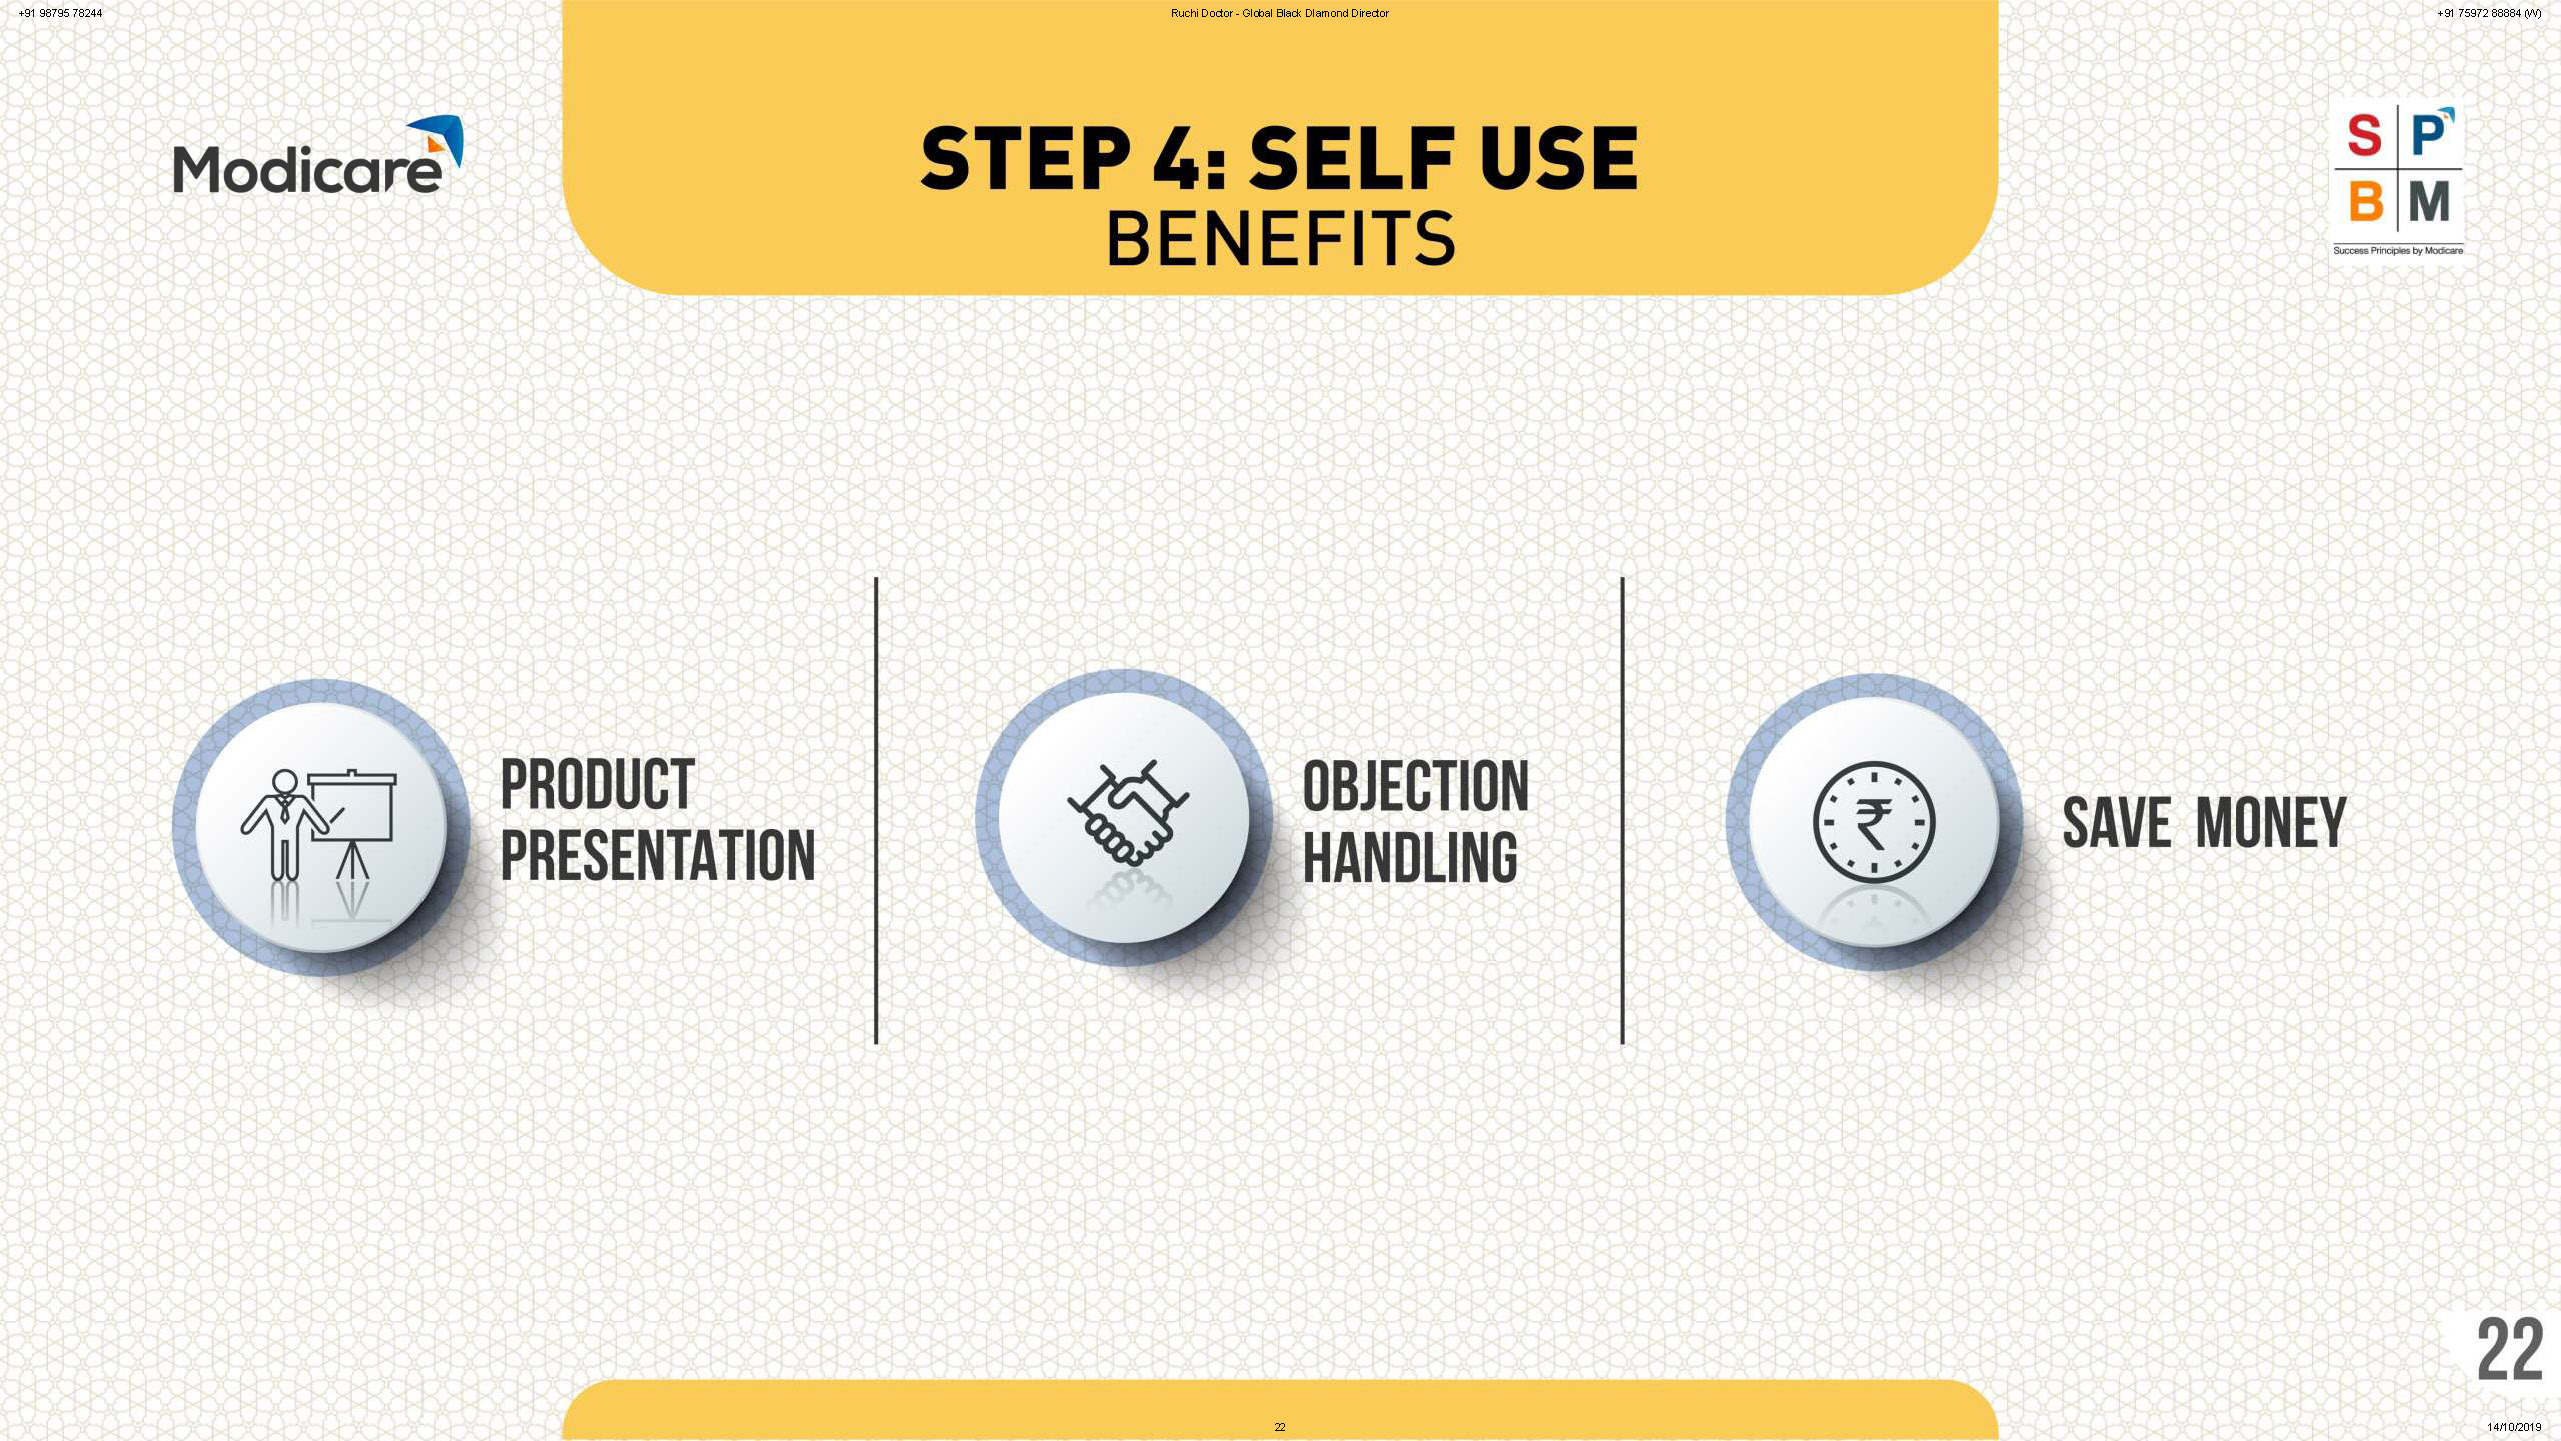 +91 98795 78244
Ruchi Doctor - Global Black DIamond Director
+91 75972 88884 (W)
Modicare
STEP 4: SELF USE
BENEFITS
S P
B M
Success Principles by Modicare
PRODUCT
PRESENTATION
OBJECTION
HANDLING
₹
SAVE MONEY
22
22
14/10/2019